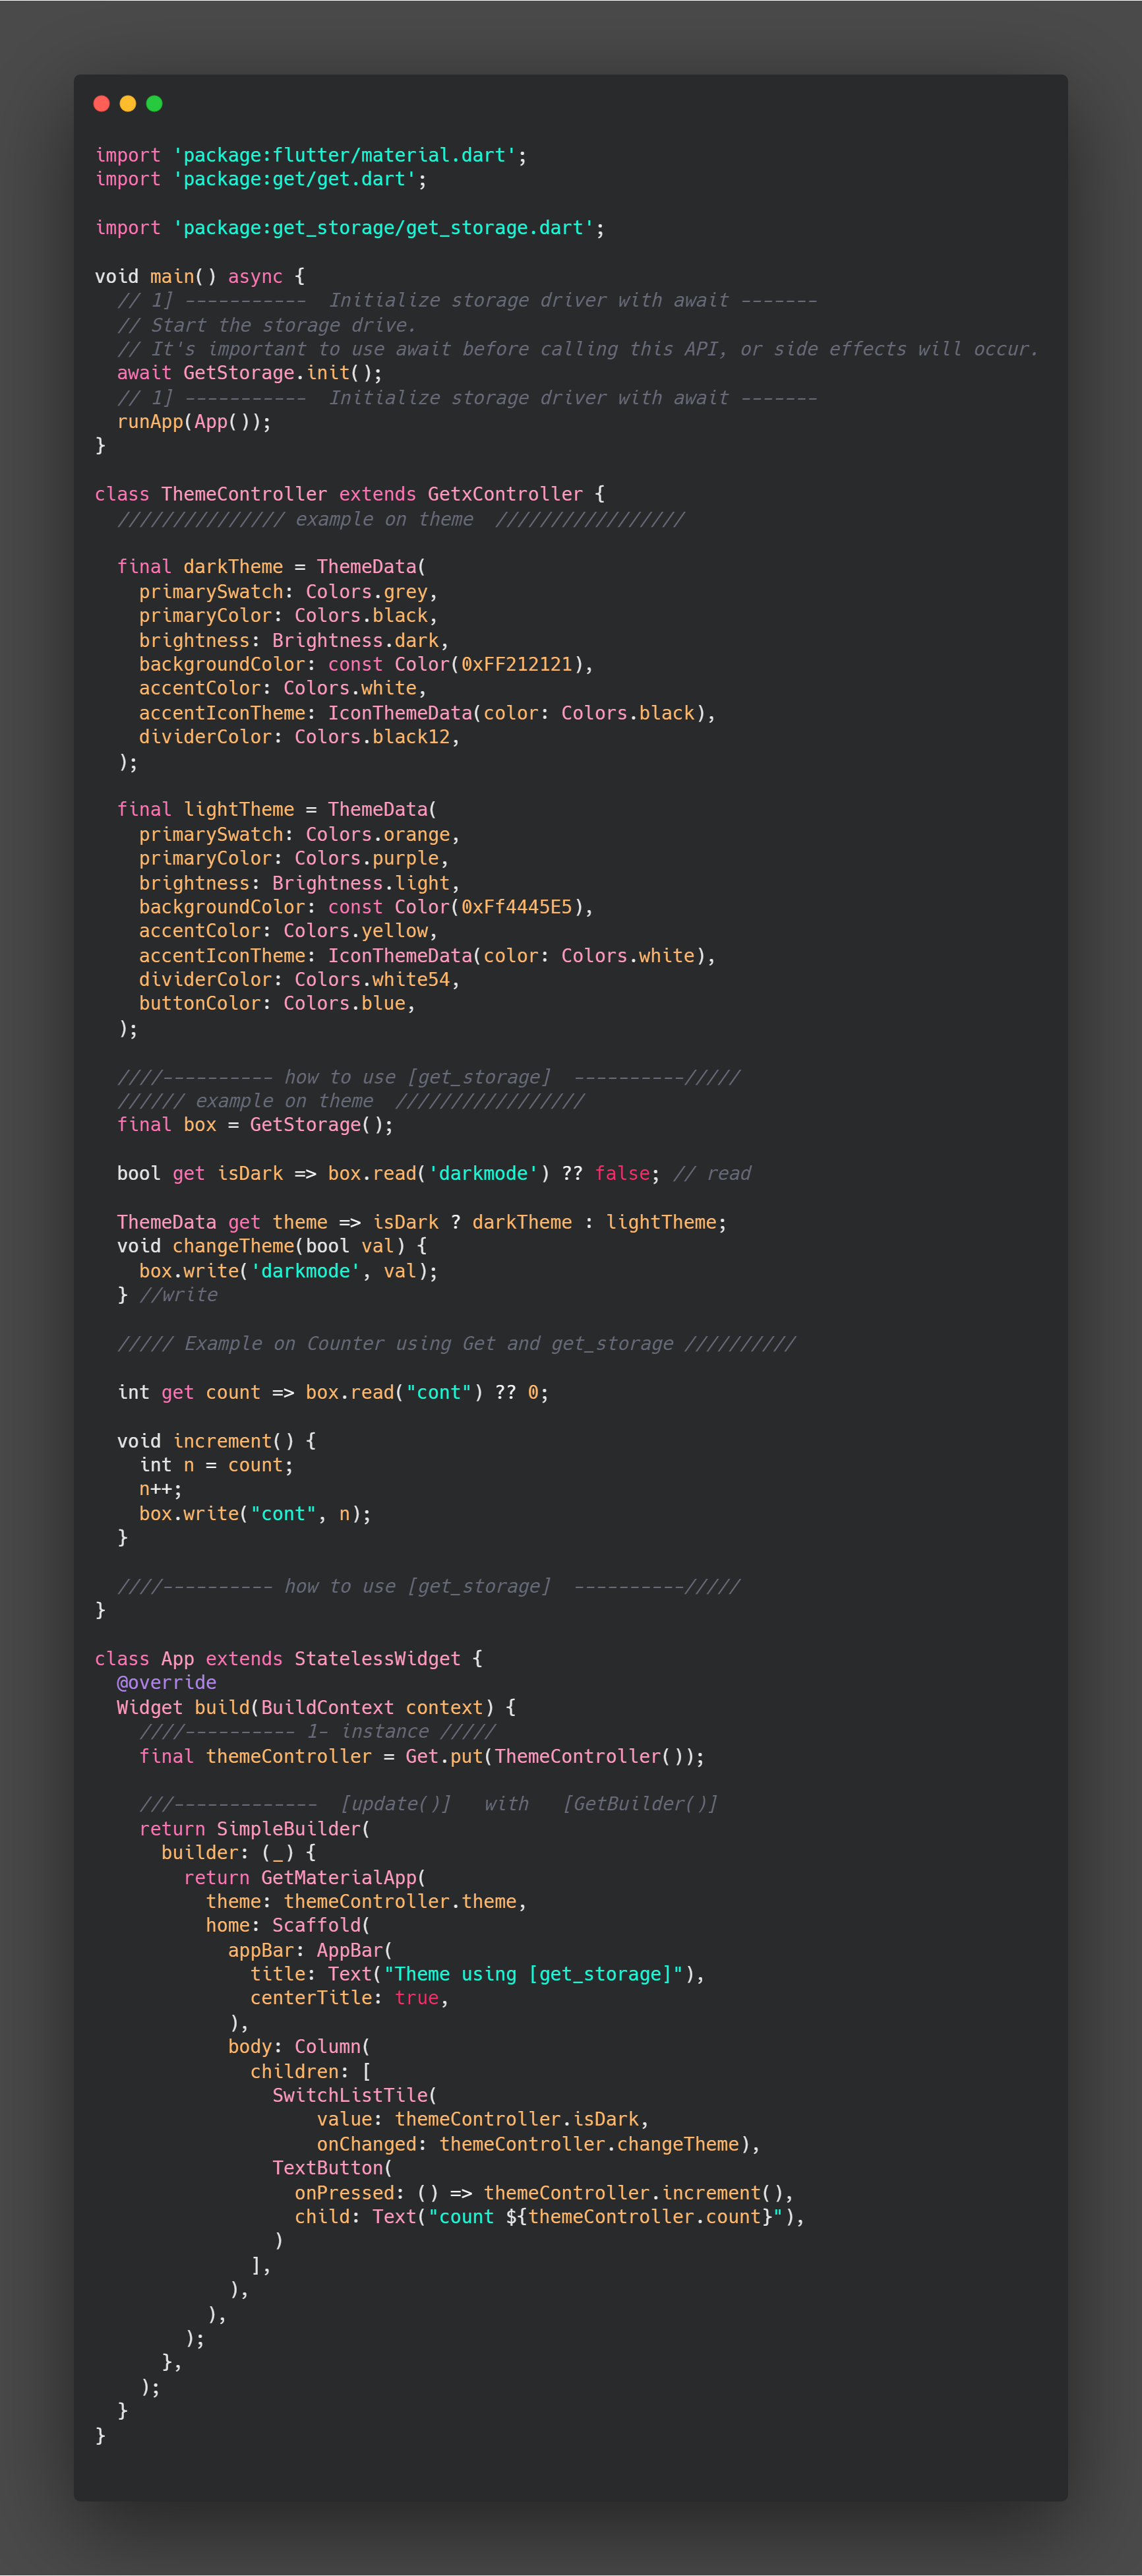 import 'package:flutter/material.dart';
import 'package:get/get.dart';

import 'package:get_storage/get_storage.dart';

void main() async {
  // 1] -----------  Initialize storage driver with await -------
  // Start the storage drive.
  // It's important to use await before calling this API, or side effects will occur.
  await GetStorage.init();
  // 1] -----------  Initialize storage driver with await -------
  runApp(App());
}

class ThemeController extends GetxController {
  /////////////// example on theme  /////////////////

  final darkTheme = ThemeData(
    primarySwatch: Colors.grey,
    primaryColor: Colors.black,
    brightness: Brightness.dark,
    backgroundColor: const Color(0xFF212121),
    accentColor: Colors.white,
    accentIconTheme: IconThemeData(color: Colors.black),
    dividerColor: Colors.black12,
  );

  final lightTheme = ThemeData(
    primarySwatch: Colors.orange,
    primaryColor: Colors.purple,
    brightness: Brightness.light,
    backgroundColor: const Color(0xFf4445E5),
    accentColor: Colors.yellow,
    accentIconTheme: IconThemeData(color: Colors.white),
    dividerColor: Colors.white54,
    buttonColor: Colors.blue,
  );

  ////---------- how to use [get_storage]  ----------/////
  ////// example on theme  /////////////////
  final box = GetStorage();

  bool get isDark => box.read('darkmode') ?? false; // read

  ThemeData get theme => isDark ? darkTheme : lightTheme;
  void changeTheme(bool val) {
    box.write('darkmode', val);
  } //write

  ///// Example on Counter using Get and get_storage //////////

  int get count => box.read("cont") ?? 0;

  void increment() {
    int n = count;
    n++;
    box.write("cont", n);
  }

  ////---------- how to use [get_storage]  ----------/////
}

class App extends StatelessWidget {
  @override
  Widget build(BuildContext context) {
    ////---------- 1- instance /////
    final themeController = Get.put(ThemeController());

    ///-------------  [update()]   with   [GetBuilder()]
    return SimpleBuilder(
      builder: (_) {
        return GetMaterialApp(
          theme: themeController.theme,
          home: Scaffold(
            appBar: AppBar(
              title: Text("Theme using [get_storage]"),
              centerTitle: true,
            ),
            body: Column(
              children: [
                SwitchListTile(
                    value: themeController.isDark,
                    onChanged: themeController.changeTheme),
                TextButton(
                  onPressed: () => themeController.increment(),
                  child: Text("count ${themeController.count}"),
                )
              ],
            ),
          ),
        );
      },
    );
  }
}